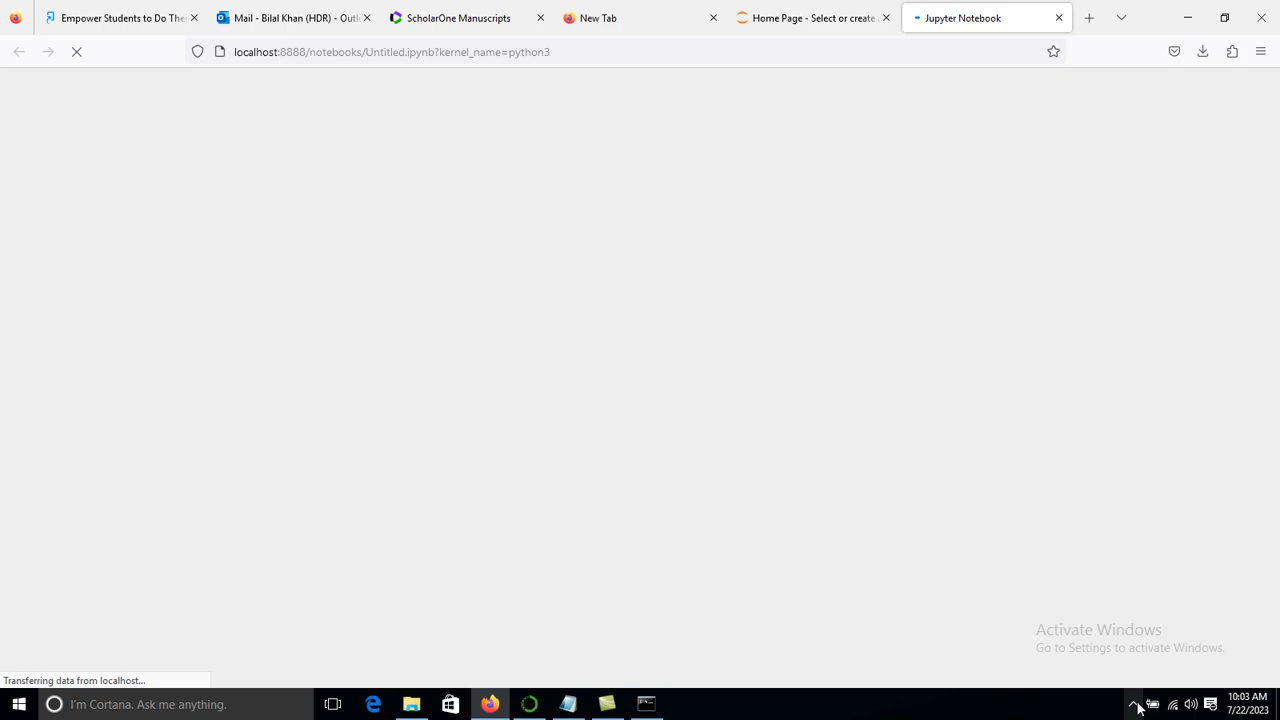 Empower Students to Do The
Mail - Bilal Khan (HDR) - Outlo
ScholarOne Manuscripts
New Tab
Home Page - Select or create
Jupyter Notebook
localhost:8888/notebooks/Untitled.ipynb?kernel_name=python3
Activate Windows
Go to Settings to activate Windows.
Transferring data from localhost...
I'm Cortana. Ask me anything.
10:03 AM
7/22/2023